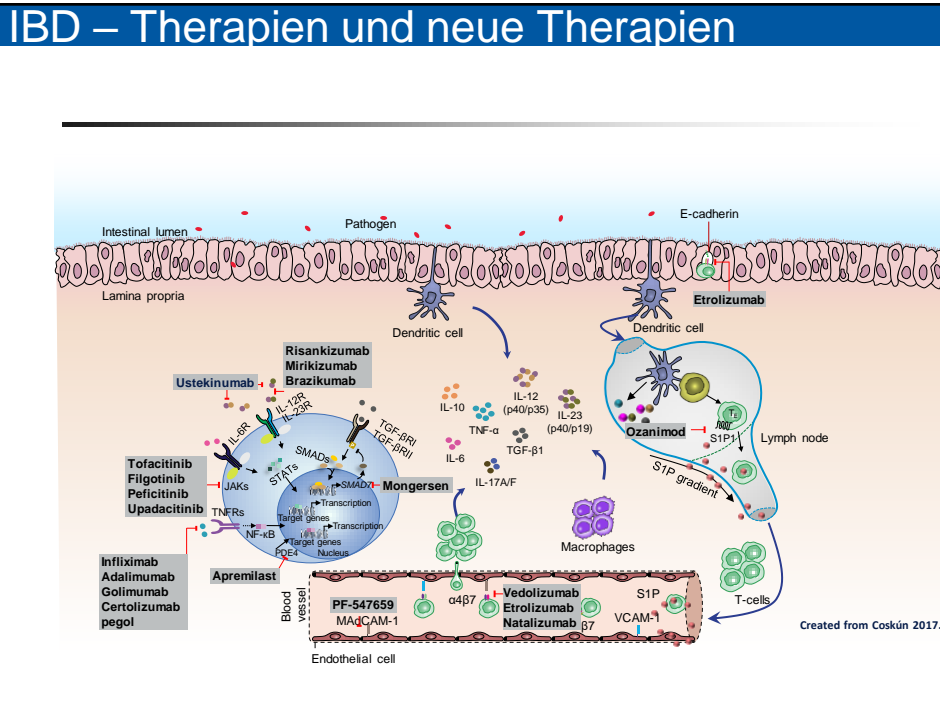 IBD – Therapien und neue Therapien
E-cadherin
Pathogen
Intestinal lumen
Lamina propria
Etrolizumab
Dendritic cell
Dendritic cell
Risankizumab
Mirikizumab
Brazikumab
Ustekinumab
IL-12R
IL-23R
IL-6R
TGF-βRI
TGF-βRII
IL-10
IL-12
(p40/p35)
IL-23
(p40/p19)
TNF-α
TGF-β1
IL-6
IL-17A/F
Ozanimod
S1P1
Lymph node
S1P
gradient
SMADs
STATs
SMAD7
Mongersen
Tofacitinib
Filgotinib
Peficitinib
Upadacitinib
JAKs
TNFRs
NF-κB
Transcription
Target genes
Transcription
Target genes
PDE4
Nucleus
Infliximab
Adalimumab
Golimumab
Certolizumab
pegol
Apremilast
Macrophages
T-cells
Blood
vessel
PF-547659
MAdCAM-1
α4β7
Vedolizumab
Etrolizumab
Natalizumab
β7
S1P
VCAM-1
Endothelial cell
Created from Coskún 2017.